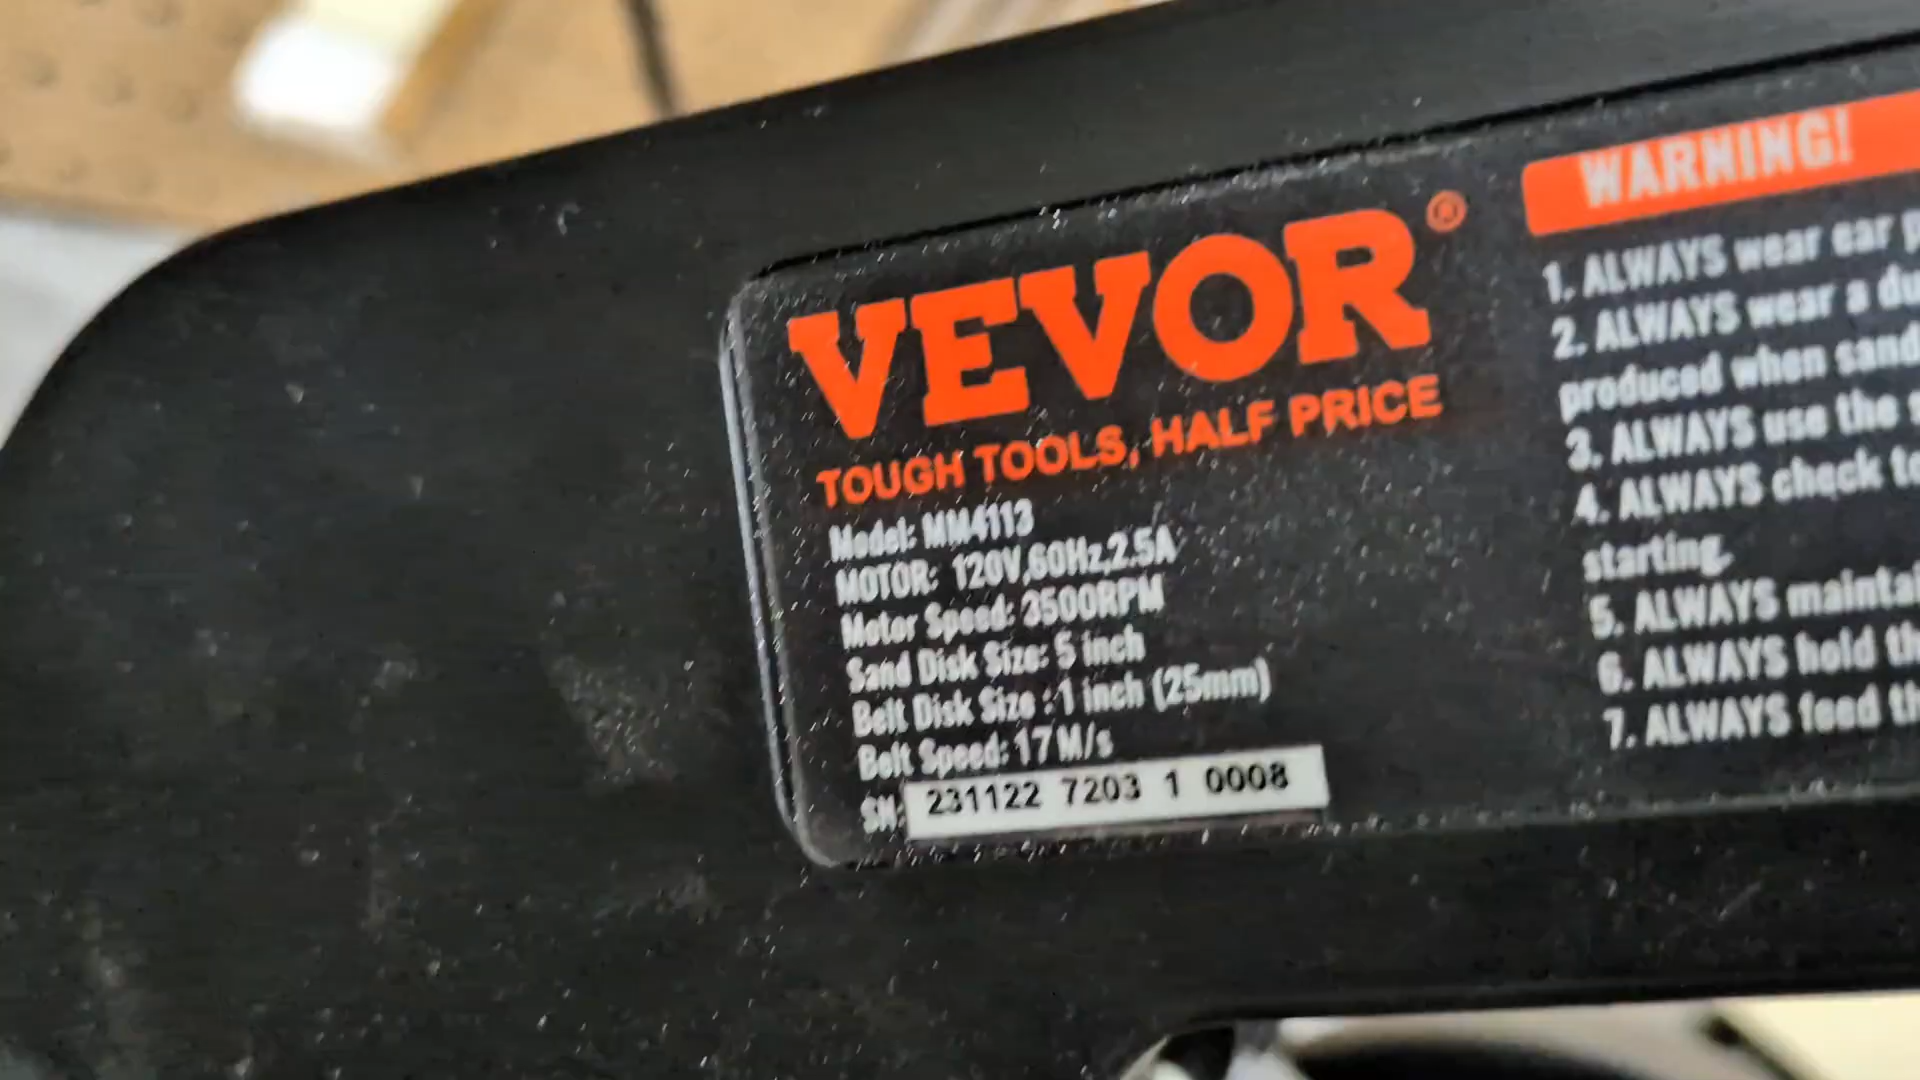 VEVOR®
TOUGH TOOLS, HALF PRICE
Model: MM4113
MOTOR: 120V,60Hz,2.5A
Motor Speed: 3500RPM
Sand Disk Size: 5 inch
Belt Disk Size : 1 inch (25mm)
Belt Speed: 17 M/s
SN: 231122 7203 1 0008
WARNING!
1. ALWAYS wear ear
2. ALWAYS wear a
produced when
3. ALWAYS use the
4. ALWAYS check
starting.
5. ALWAYS
6. ALWAYS hold
7. ALWAYS feed